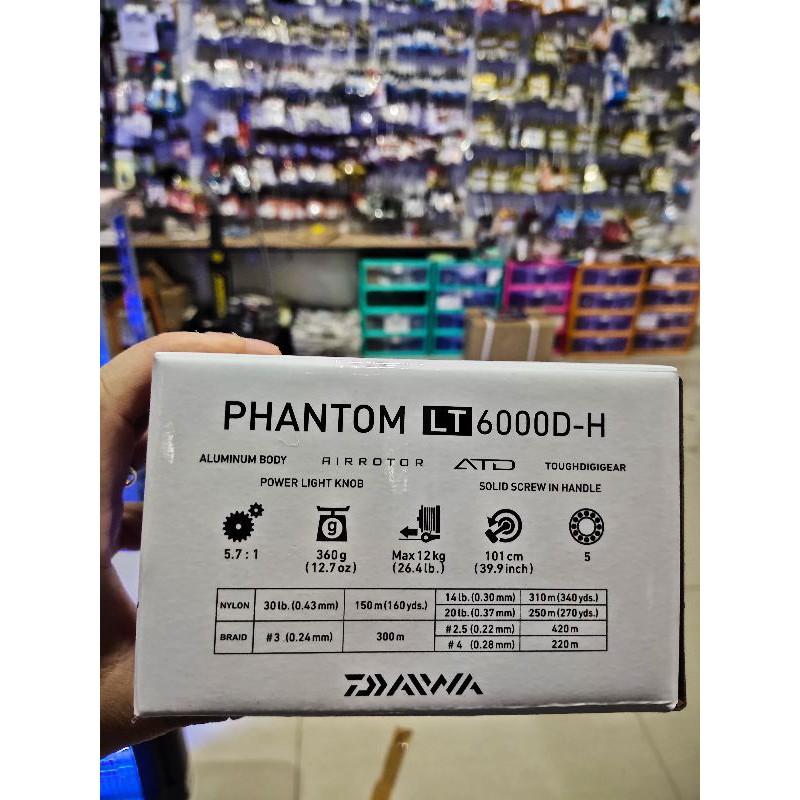 PHANTOM LT 6000D-H
ALUMINUM BODY AIRROTOR ATD TOUGHDIGIGEAR
POWER LIGHT KNOB SOLID SCREW IN HANDLE
g
5.7 : 1 360g Max 12kg 101 cm 5
(12.7oz) (26.4lb.) (39.9inch)
NYLON 30lb. (0.43mm) 150m (160yds.) 14lb. (0.30mm) 310m (340yds.)
20lb. (0.37mm) 250m (270yds.)
BRAID #3 (0.24mm) 300m #2.5 (0.22mm) 420m
#4 (0.28mm) 220m
DAIWA